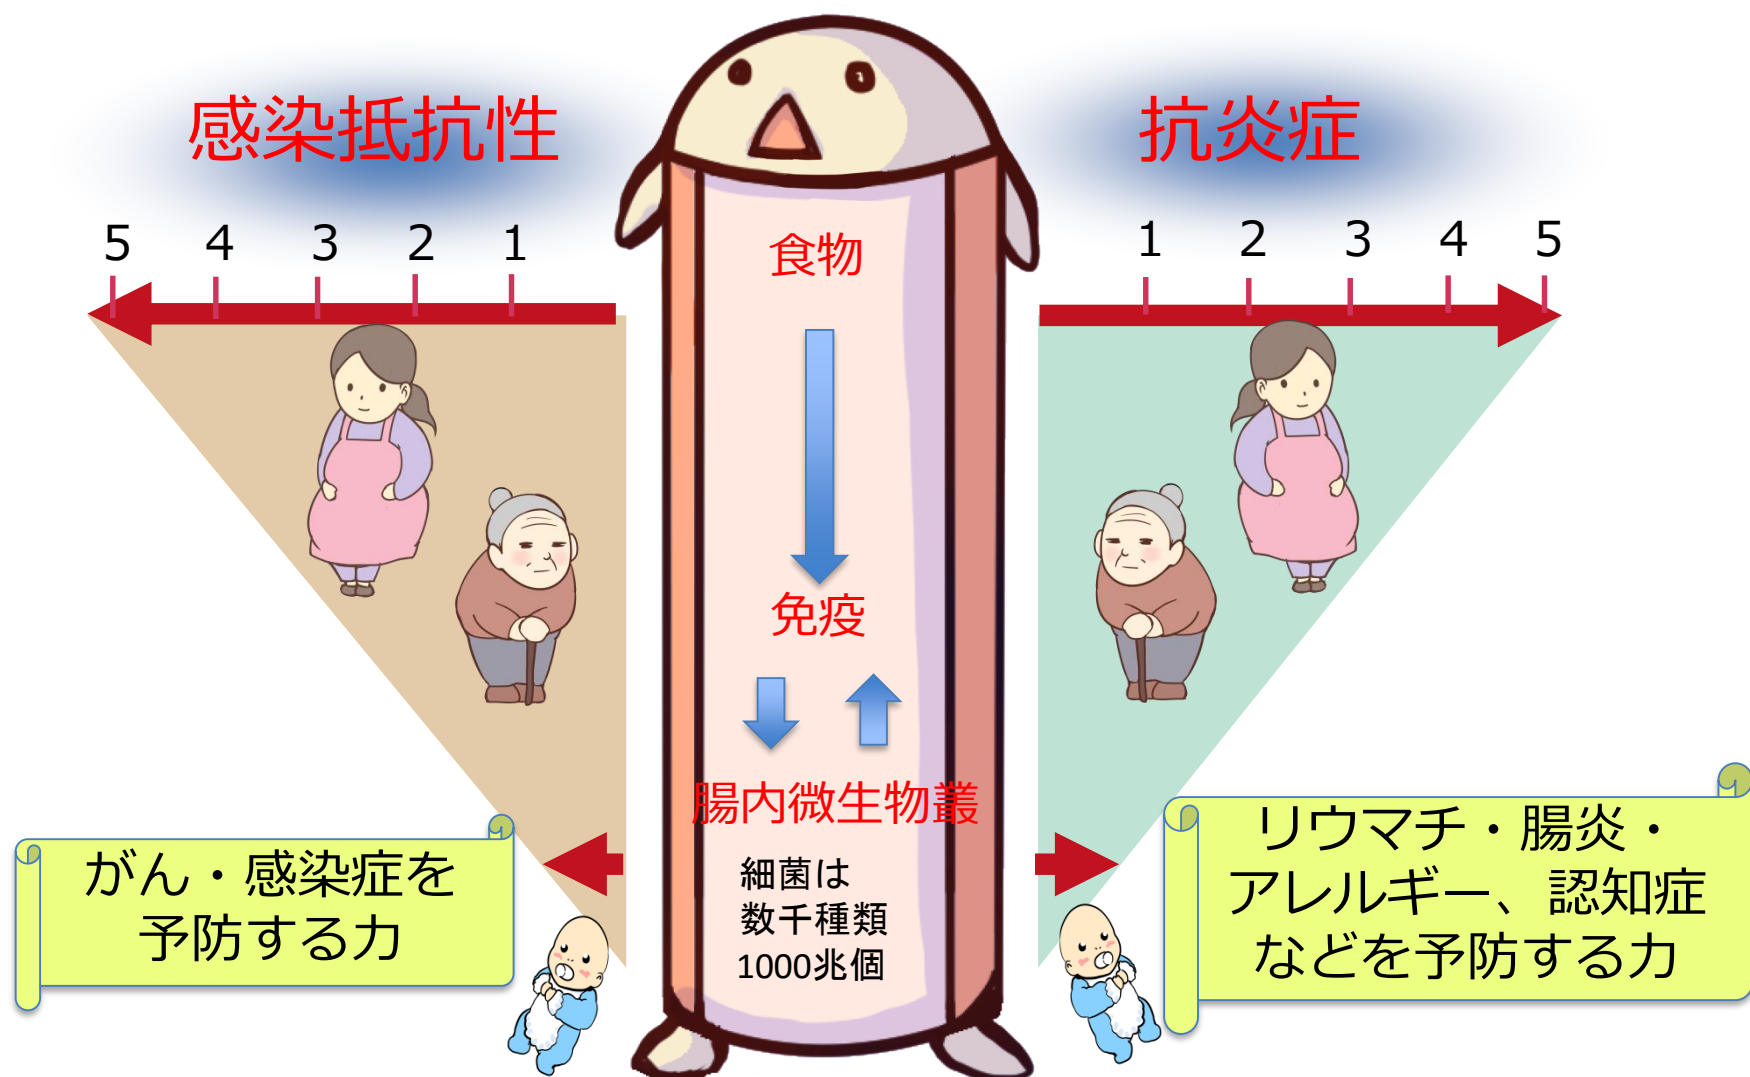 感染抵抗性
抗炎症
5 4 3 2 1
1 2 3 4 5
食物
免疫
腸内微生物叢
細菌は
数千種類
1000兆個
がん・感染症を
予防する力
リウマチ・腸炎・
アレルギー、認知症
などを予防する力